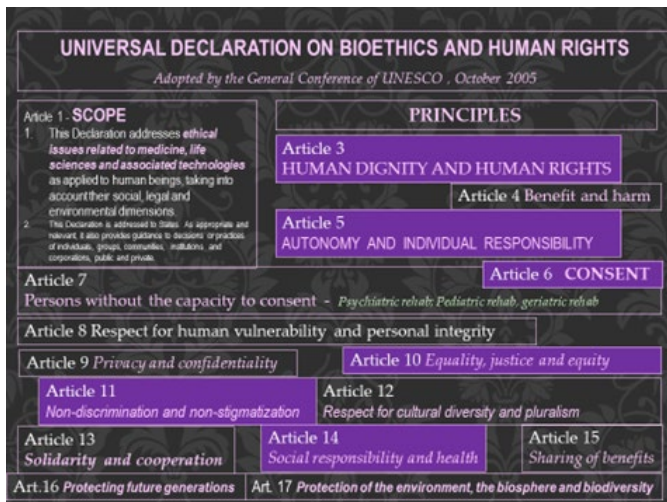 UNIVERSAL DECLARATION ON BIOETHICS AND HUMAN RIGHTS
Adopted by the General Conference of UNESCO , October 2005
Article 1 - SCOPE
1. This Declaration addresses ethical
issues related to medicine, life
sciences and associated technologies
as applied to human beings, taking into
account their social, legal and
environmental dimensions.
2. This Declaration is addressed to States. As appropriate and
relevant, it also provides guidance to decisions or practices
of individuals, groups, communities, institutions, and
corporations, public and private.
PRINCIPLES
Article 3
HUMAN DIGNITY AND HUMAN RIGHTS
Article 4 Benefit and harm
Article 5
AUTONOMY AND INDIVIDUAL RESPONSIBILITY
Article 6 CONSENT
Article 7
Persons without the capacity to consent - Psychiatric rehab; Pediatric rehab, geriatric rehab
Article 8 Respect for human vulnerability and personal integrity
Article 9 Privacy and confidentiality
Article 10 Equality, justice and equity
Article 11
Non-discrimination and non-stigmatization
Article 12
Respect for cultural diversity and pluralism
Article 13
Solidarity and cooperation
Article 14
Social responsibility and health
Article 15
Sharing of benefits
Art.16 Protecting future generations
Art. 17 Protection of the environment, the biosphere and biodiversity